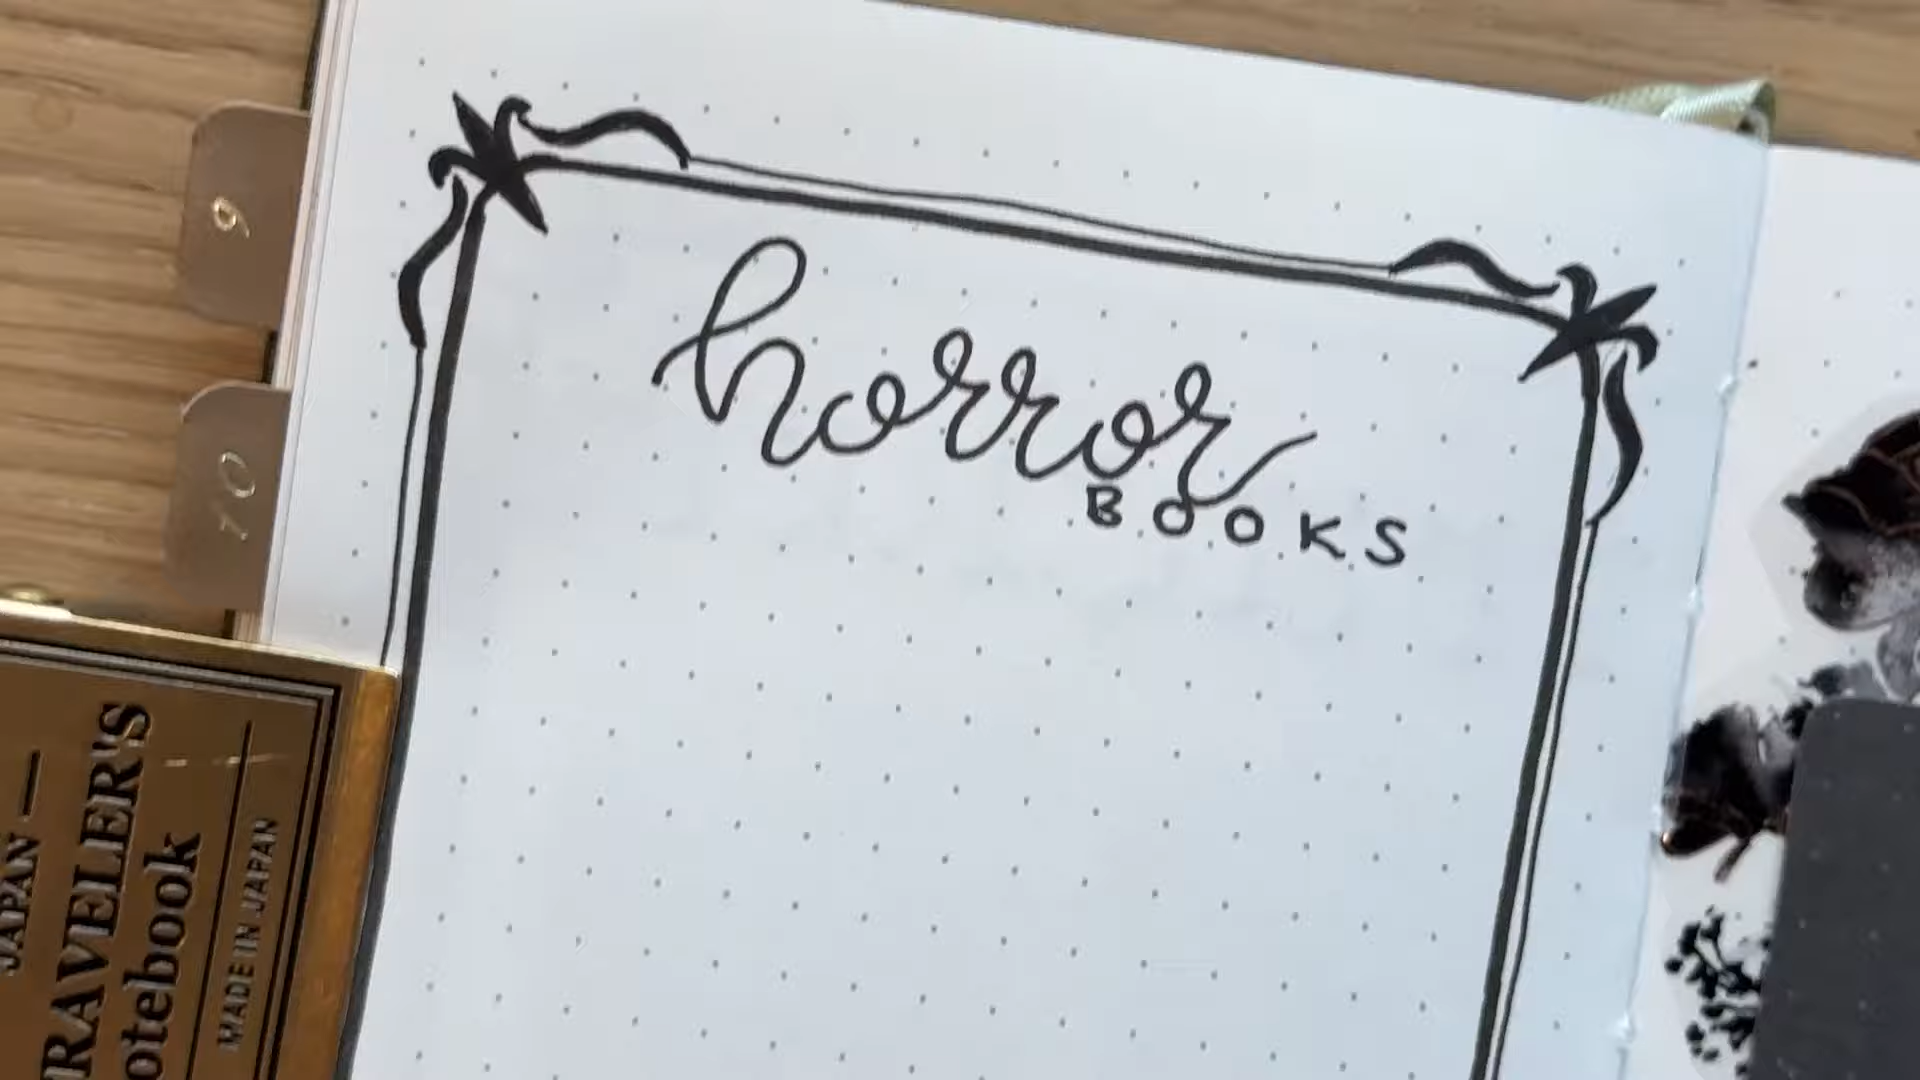 9
10
horror
BOOKS
JAPAN —
TRAVELER'S
notebook
MADE IN JAPAN